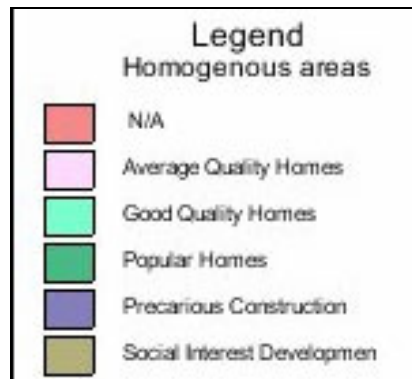 Legend
Homogenous areas
N/A
Average Quality Homes
Good Quality Homes
Popular Homes
Precarious Construction
Social Interest Developmen